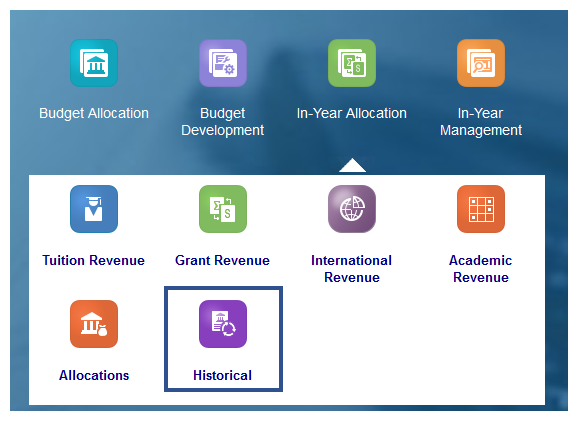 Budget Allocation
Budget
Development
In-Year Allocation
In-Year
Management
Tuition Revenue
Grant Revenue
International
Revenue
Academic
Revenue
Allocations
Historical